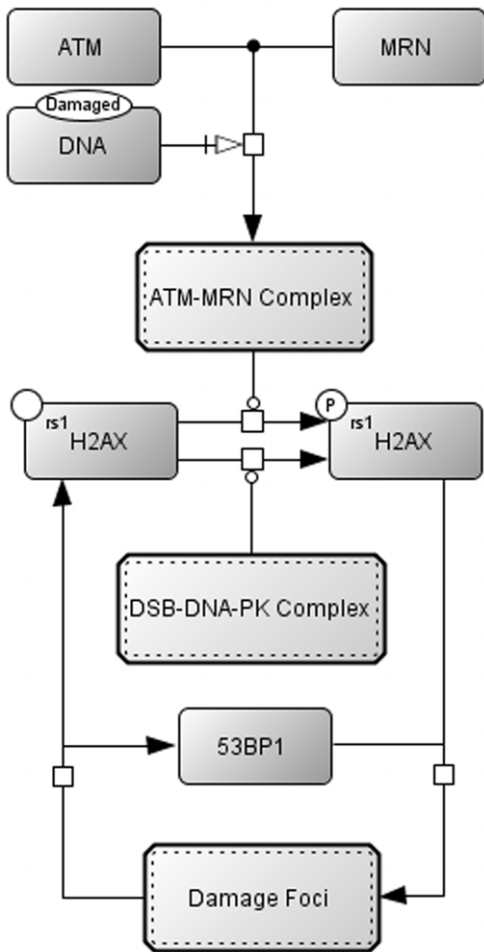 ATM
MRN
Damaged
DNA
ATM-MRN Complex
P
rs1
rs1
H2AX
H2AX
DSB-DNA-PK Complex
53BP1
Damage Foci